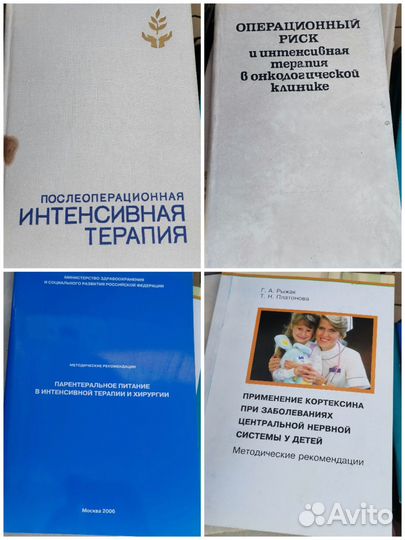 ПОСЛЕОПЕРАЦИОННАЯ
ИНТЕНСИВНАЯ
ТЕРАПИЯ
ОПЕРАЦИОННЫЙ
РИСК
и интенсивная
терапия
в онкологической
клинике
МИНИСТЕРСТВО ЗДРАВООХРАНЕНИЯ
И СОЦИАЛЬНОГО РАЗВИТИЯ РОССИЙСКОЙ ФЕДЕРАЦИИ
МЕТОДИЧЕСКИЕ РЕКОМЕНДАЦИИ
ПАРЕНТЕРАЛЬНОЕ ПИТАНИЕ
В ИНТЕНСИВНОЙ ТЕРАПИИ И ХИРУРГИИ
Москва 2006
Г. А. Рыжак
Т. Н. Платонова
ПРИМЕНЕНИЕ КОРТЕКСИНА
ПРИ ЗАБОЛЕВАНИЯХ
ЦЕНТРАЛЬНОЙ НЕРВНОЙ
СИСТЕМЫ У ДЕТЕЙ
Методические рекомендации
Avito